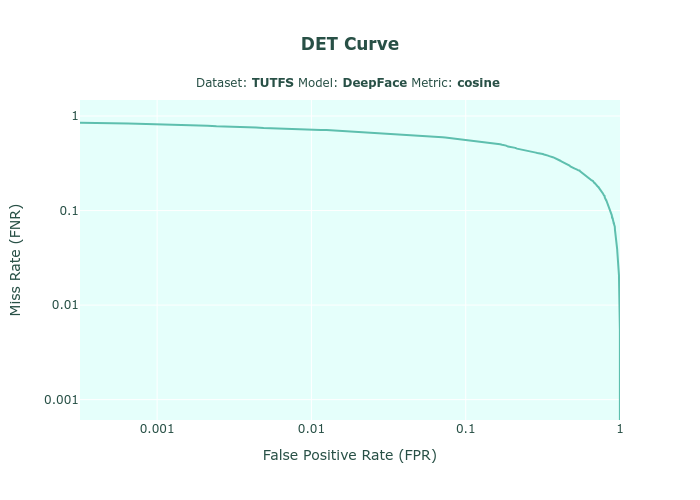 DET Curve
Dataset: TUTFS Model: DeepFace Metric: cosine
1
0.1
0.01
0.001
Miss Rate (FNR)
0.001 0.01 0.1 1
False Positive Rate (FPR)